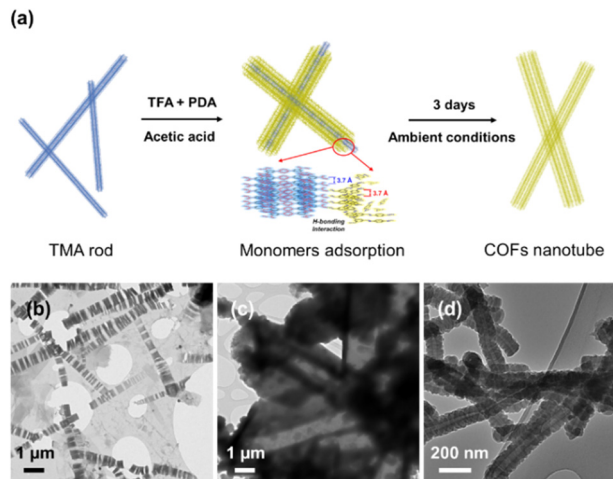 (a)
TFA + PDA
Acetic acid
3 days
Ambient conditions
3.7 Å
3.7 Å
H-bonding
interaction
TMA rod
Monomers adsorption
COFs nanotube
(b)
1 μm
(c)
1 μm
(d)
200 nm